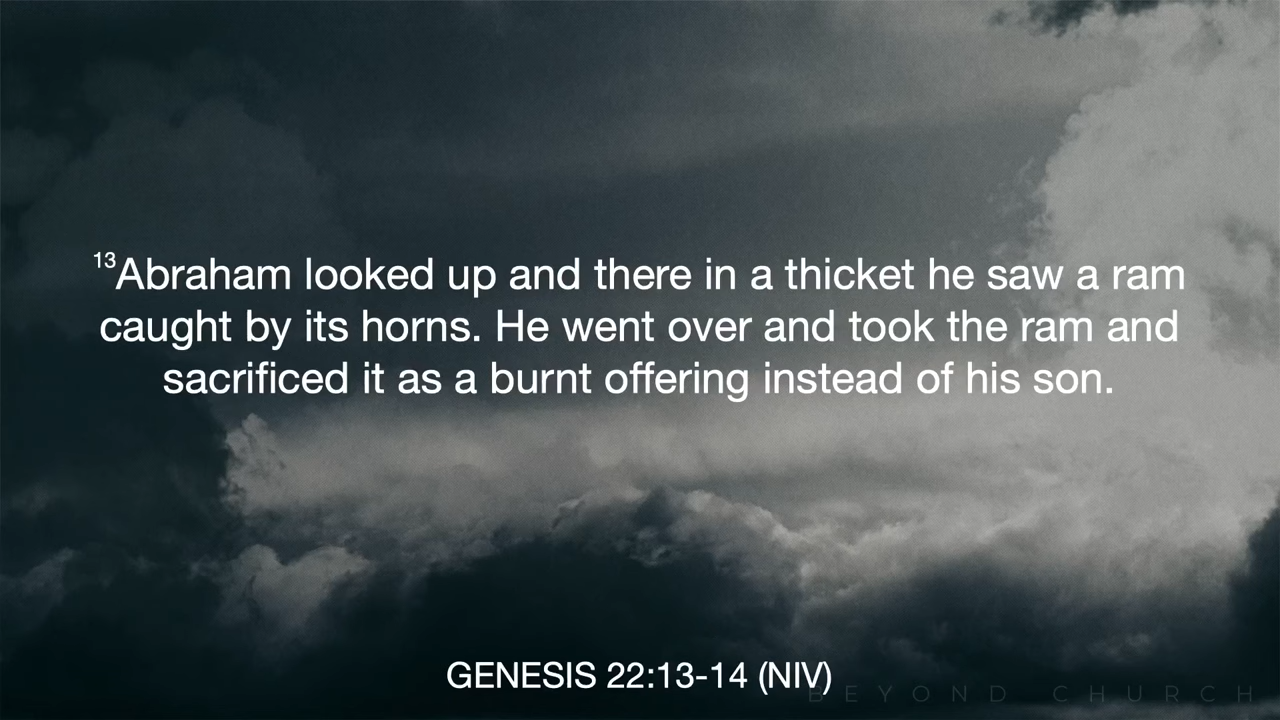 ¹³Abraham looked up and there in a thicket he saw a ram
caught by its horns. He went over and took the ram and
sacrificed it as a burnt offering instead of his son.
GENESIS 22:13-14 (NIV)
BEYOND CHURCH